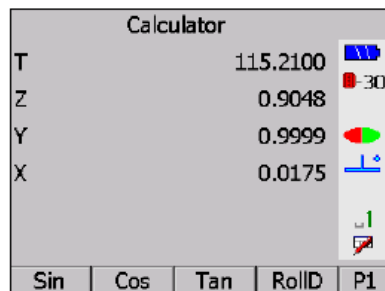 Calculator
T 115.2100
Z 0.9048
-30
Y 0.9999
X 0.0175
1
Sin Cos Tan RollD P1